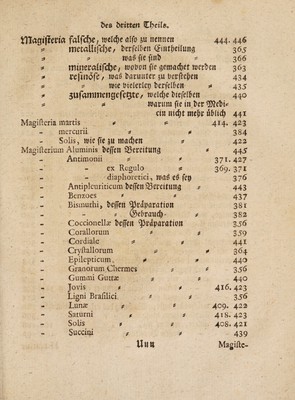 des dritten Theils.
Magisteria falsche, welche also zu nennen 444. 446
" metallische, derselben Eintheilung 365
" " was sie sind 366
" mineralische, wovon sie gemachet werden 363
" resinöse, was darunter zu verstehen 434
" " wie vielerley derselben " 435
" zusammengesetzte, welche dieselben 440
" " warum sie in der Medi-
cin nicht mehr üblich 441
Magisteria martis " " 414. 423
- mercurii " " 384
- Solis, wie sie zu machen 422
Magisterium Aluminis dessen Bereitung " 445
- Antimonii " " 371. 427
- - ex Regulo " 369. 371
- - diaphoretici, was es sey 376
- Antipleuriticum dessen Bereitung " 443
- Benzoes " " 437
- Bismuthi, dessen Präparation 381
- " Gebrauch " 382
- Coccionellæ dessen Präparation 356
- Corallorum " " 359
- Cordiale " " 441
- Crystallorum " " 364
- Epilepticum " " 440
- Granorum Chermes " 356
- Gummi Guttæ " " 440
- Jovis " " 416. 423
- Ligni Brasilici " " 356
- Lunæ " " 409. 422
- Saturni " " 418. 423
- Solis " " 408. 421
- Succini " " 439
Uuu Magiste-